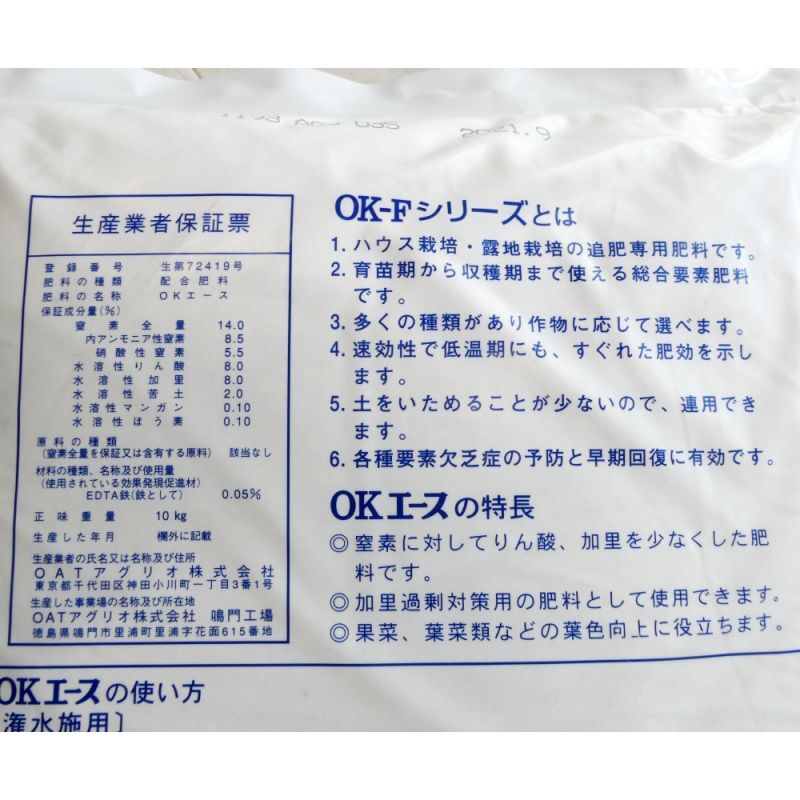 2021.9
生産業者保証票
登録番号 生第72419号
肥料の種類 配合肥料
肥料の名称 OKエース
保証成分量(%)
窒素全量 14.0
内アンモニア性窒素 8.5
硝酸性窒素 5.5
水溶性りん酸 8.0
水溶性加里 8.0
水溶性苦土 2.0
水溶性マンガン 0.10
水溶性ほう素 0.10
原料の種類
(窒素全量を保証又は含有する原料) 該当なし
材料の種類、名称及び使用量
(使用されている効果発現促進材)
EDTA鉄(鉄として) 0.05%
正味重量 10kg
生産した年月 欄外に記載
生産業者の氏名又は名称及び住所
OATアグリオ株式会社
東京都千代田区神田小川町一丁目3番1号
生産した事業場の名称及び所在地
OATアグリオ株式会社 鳴門工場
徳島県鳴門市里浦町里浦字花面615番地
OK-Fシリーズとは
1. ハウス栽培・露地栽培の追肥専用肥料です。
2. 育苗期から収穫期まで使える総合要素肥料
です。
3. 多くの種類があり作物に応じて選べます。
4. 速効性で低温期にも、すぐれた肥効を示し
ます。
5. 土をいためることが少ないので、連用でき
ます。
6. 各種要素欠乏症の予防と早期回復に有効です。
OKエースの特長
◎窒素に対してりん酸、加里を少なくした肥
料です。
◎加里過剰対策用の肥料として使用できます。
◎果菜、葉菜類などの葉色向上に役立ちます。
OKエースの使い方
[潅水施用]